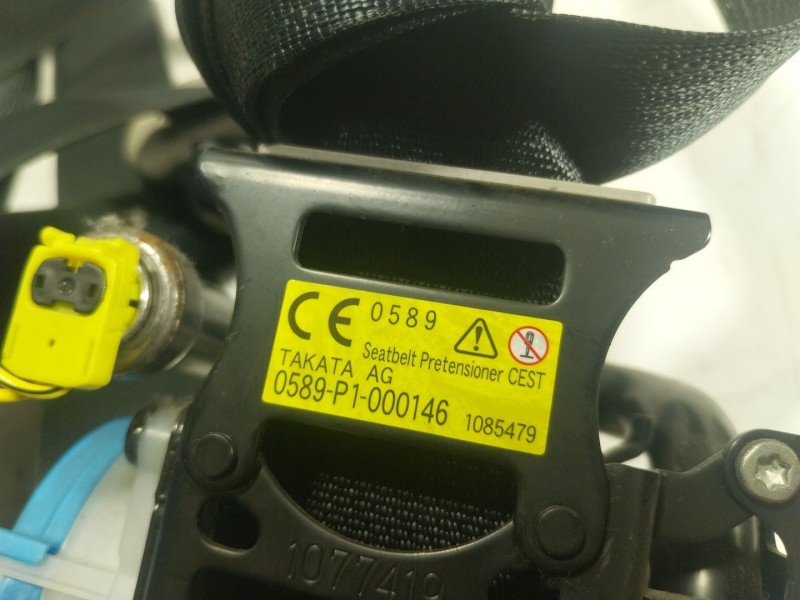 CE 0589
Seatbelt Pretensioner CEST
TAKATA AG
0589-P1-000146 1085479
1077419